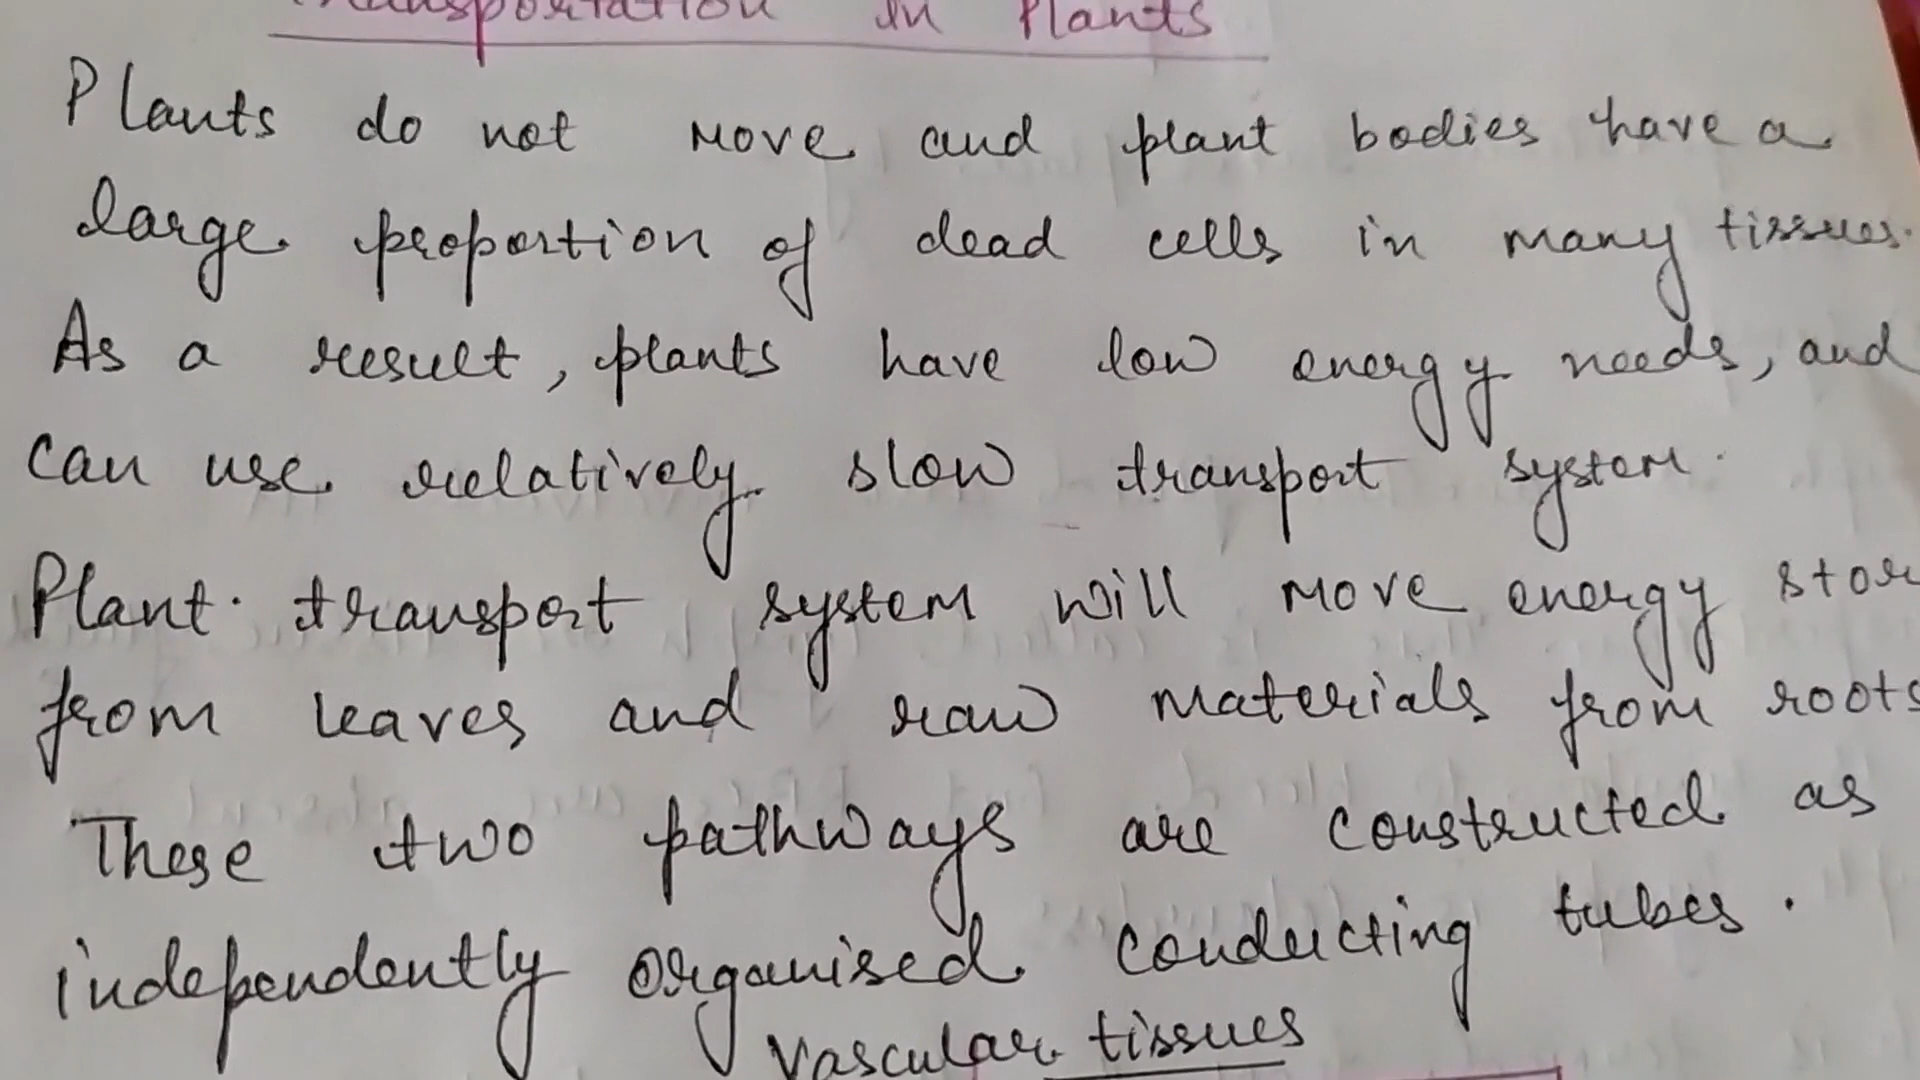 Transportation in Plants
Plants do not move and plant bodies have a
large proportion of dead cells in many tissues.
As a result, plants have low energy needs, and
can use relatively slow transport system.
Plant transport system will move energy stor
from leaves and raw materials from roots
These two pathways are constructed as
independently organised conducting tubes.
Vascular tissues